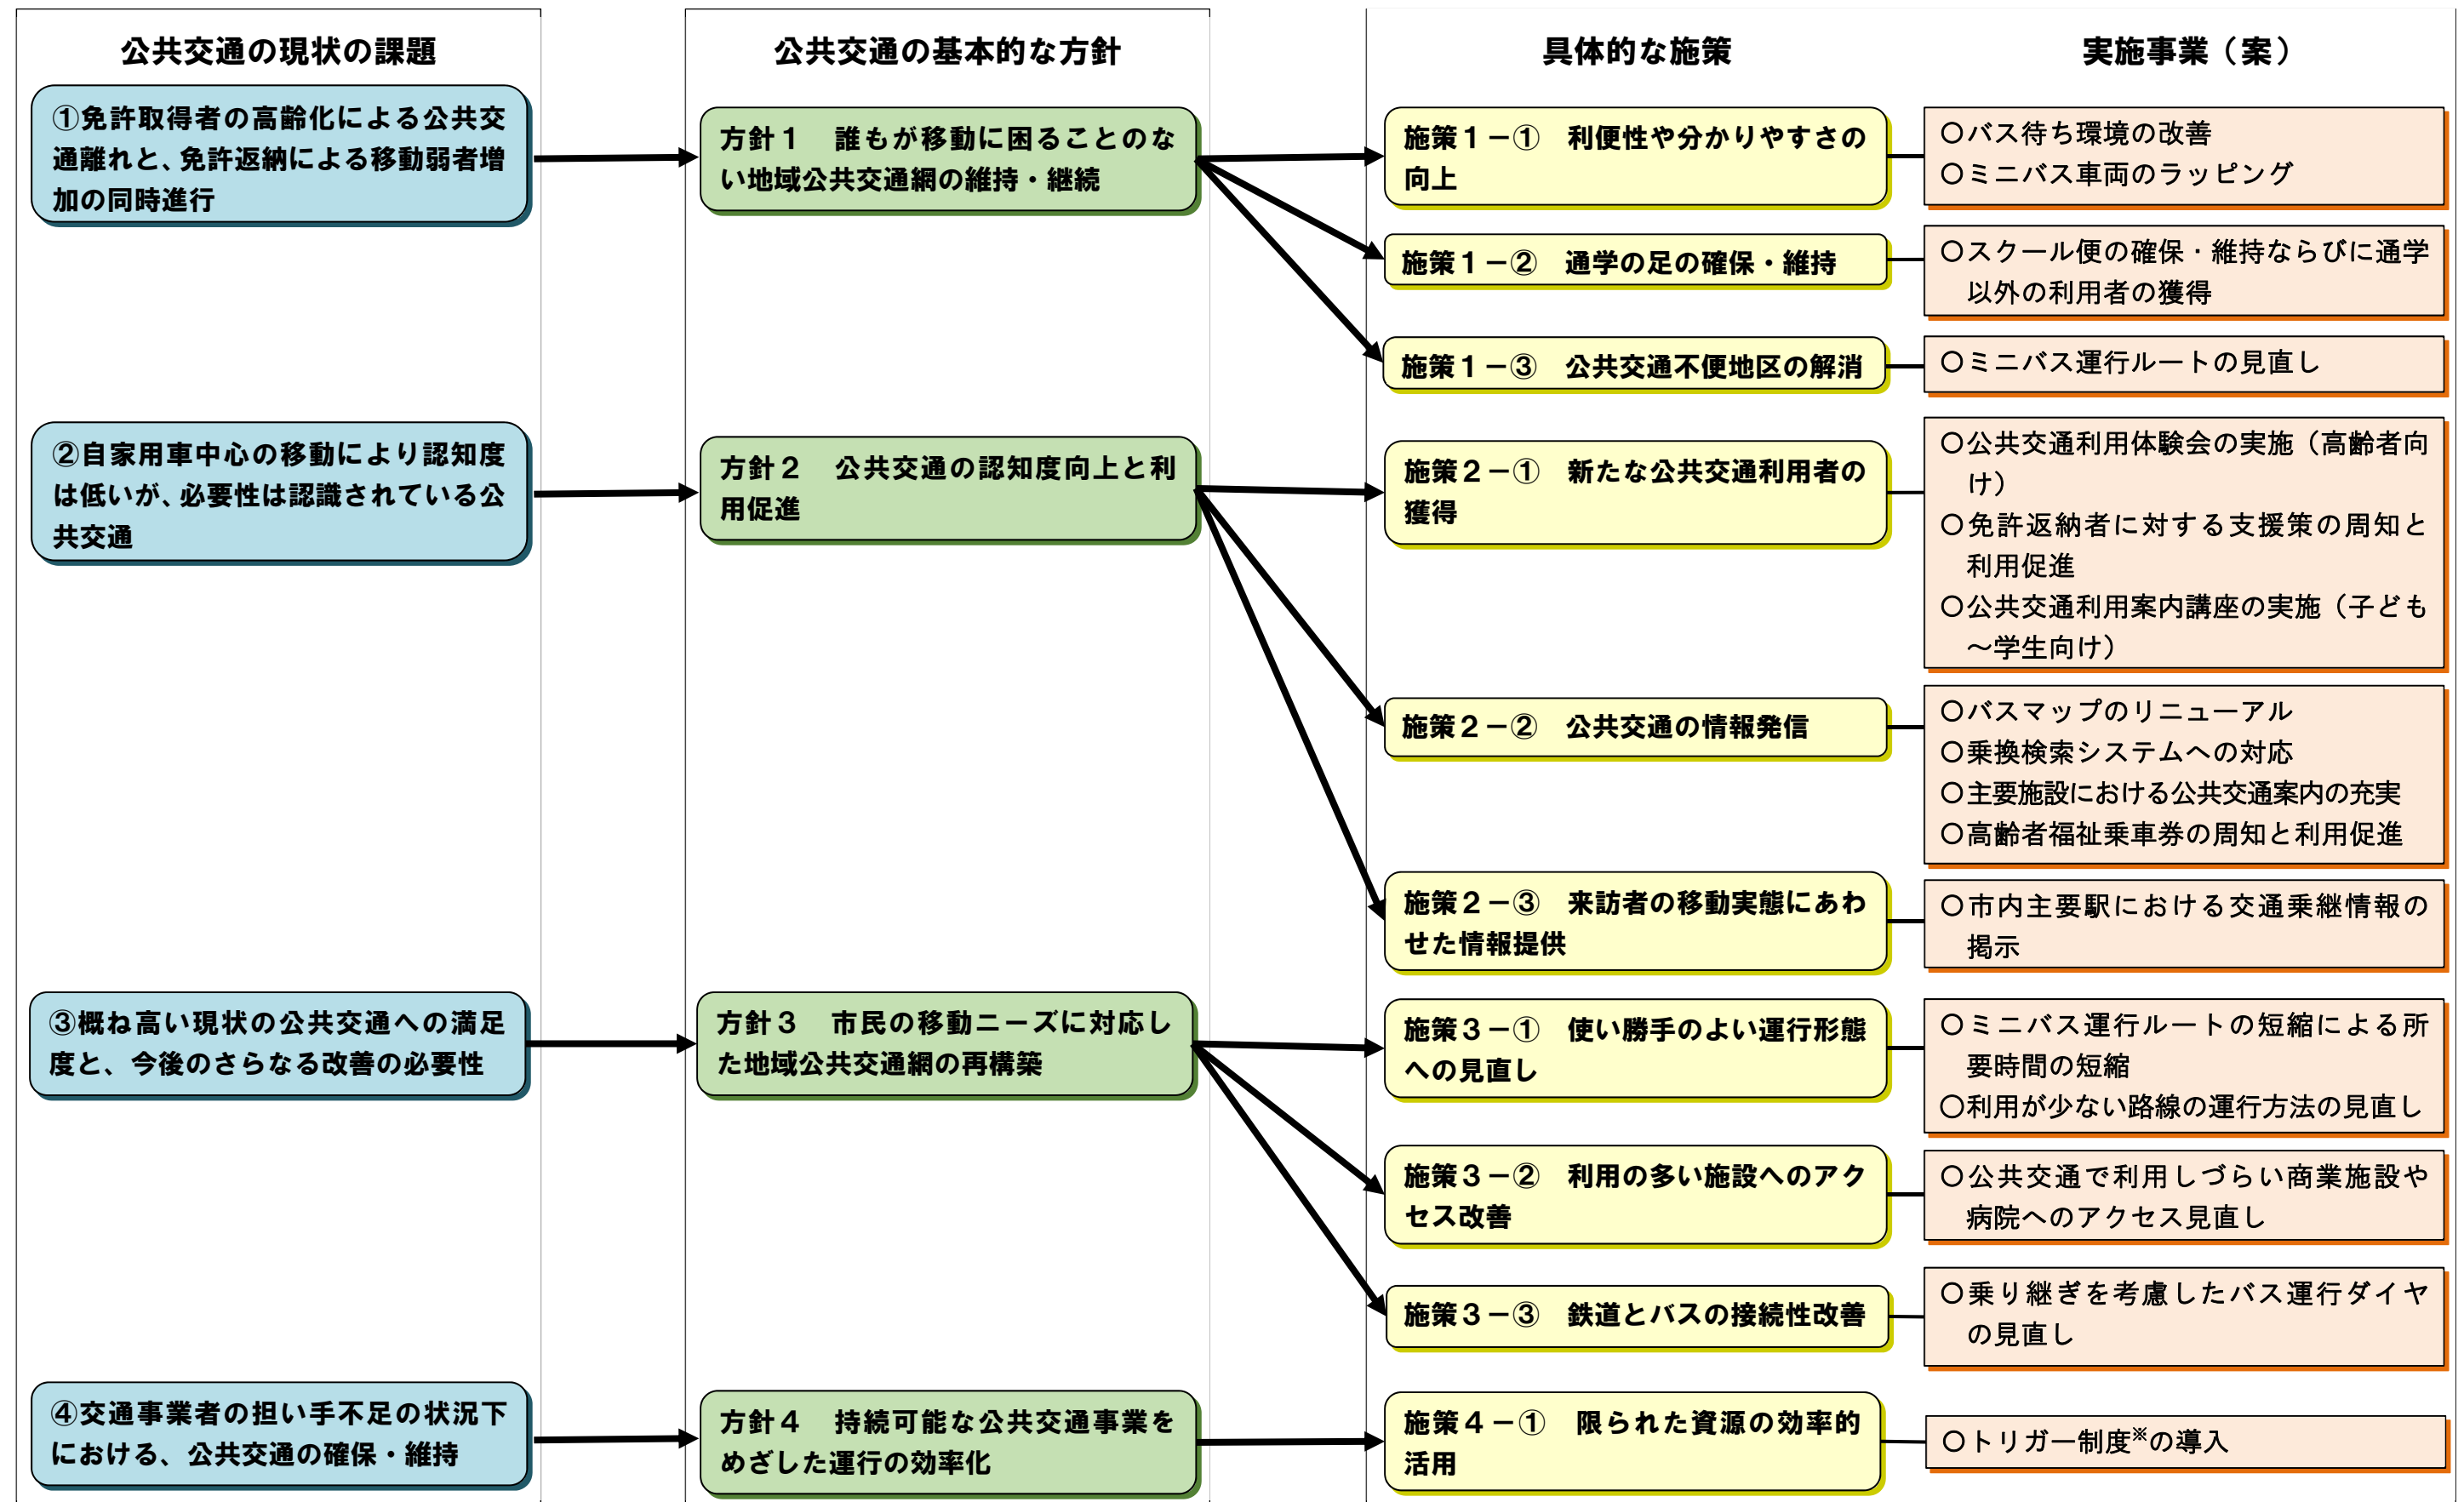 公共交通の現状の課題
公共交通の基本的な方針
具体的な施策
実施事業（案）
①免許取得者の高齢化による公共交
通離れと、免許返納による移動弱者増
加の同時進行
方針１　誰もが移動に困ることのな
い地域公共交通網の維持・継続
施策１－①　利便性や分かりやすさの
向上
〇バス待ち環境の改善
〇ミニバス車両のラッピング
施策１－②　通学の足の確保・維持
〇スクール便の確保・維持ならびに通学
以外の利用者の獲得
施策１－③　公共交通不便地区の解消
〇ミニバス運行ルートの見直し
②自家用車中心の移動により認知度
は低いが、必要性は認識されている公
共交通
方針２　公共交通の認知度向上と利
用促進
施策２－①　新たな公共交通利用者の
獲得
〇公共交通利用体験会の実施（高齢者向
け）
〇免許返納者に対する支援策の周知と
利用促進
〇公共交通利用案内講座の実施（子ども
～学生向け）
施策２－②　公共交通の情報発信
〇バスマップのリニューアル
〇乗換検索システムへの対応
〇主要施設における公共交通案内の充実
〇高齢者福祉乗車券の周知と利用促進
施策２－③　来訪者の移動実態にあわ
せた情報提供
〇市内主要駅における交通乗継情報の
掲示
③概ね高い現状の公共交通への満足
度と、今後のさらなる改善の必要性
方針３　市民の移動ニーズに対応し
た地域公共交通網の再構築
施策３－①　使い勝手のよい運行形態
への見直し
〇ミニバス運行ルートの短縮による所
要時間の短縮
〇利用が少ない路線の運行方法の見直し
施策３－②　利用の多い施設へのアク
セス改善
〇公共交通で利用しづらい商業施設や
病院へのアクセス見直し
施策３－③　鉄道とバスの接続性改善
〇乗り継ぎを考慮したバス運行ダイヤ
の見直し
④交通事業者の担い手不足の状況下
における、公共交通の確保・維持
方針４　持続可能な公共交通事業を
めざした運行の効率化
施策４－①　限られた資源の効率的
活用
〇トリガー制度※の導入